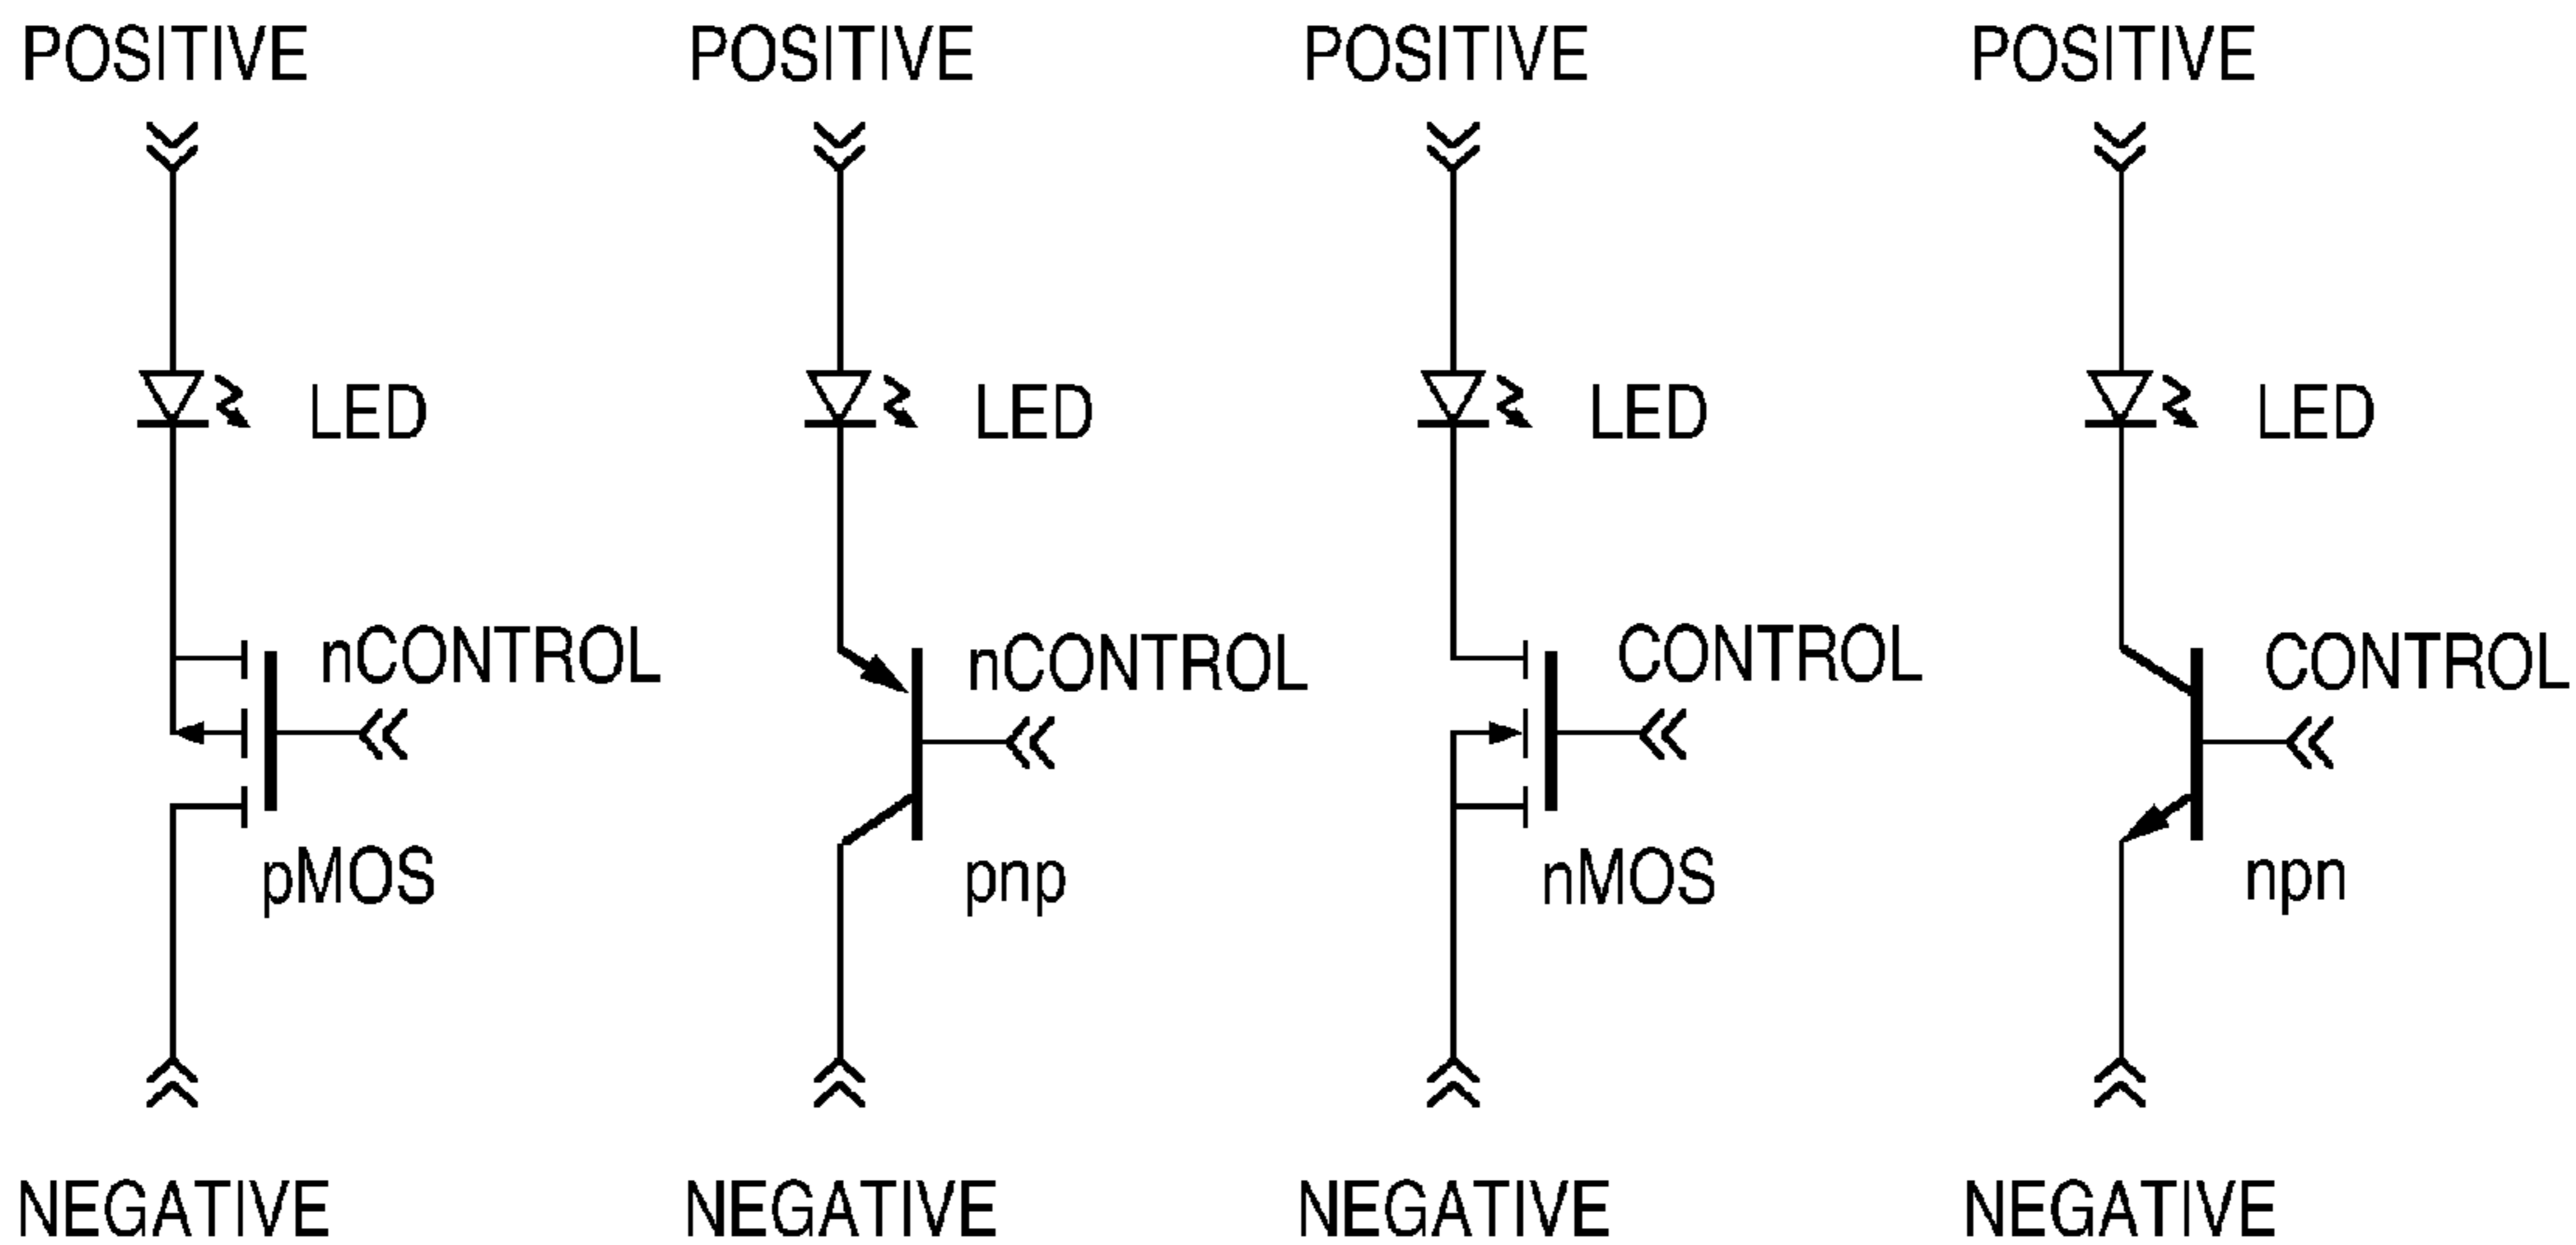 POSITIVE POSITIVE POSITIVE POSITIVE
LED LED LED LED
nCONTROL nCONTROL CONTROL CONTROL
pMOS pnp nMOS npn
NEGATIVE NEGATIVE NEGATIVE NEGATIVE